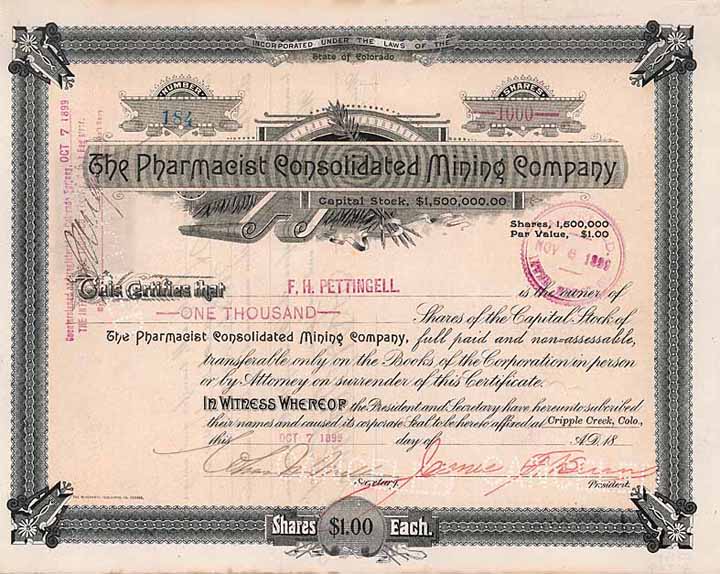 INCORPORATED UNDER THE LAWS OF THE
State of Colorado
NUMBER
184
SHARES
1000
The Pharmacist Consolidated Mining Company
Capital Stock, $1,500,000.00
Shares, 1,500,000
Par Value, $1.00
NOV 6 1899
OCT 7 1899
This Certifies that F. H. PETTINGELL. is the owner of
ONE THOUSAND Shares of the Capital Stock of
The Pharmacist Consolidated Mining Company, full paid and non=assessable,
transferable only on the Books of the Corporation in person
or by Attorney on surrender of this Certificate.
IN WITNESS WHEREOF the President and Secretary have hereunto subscribed
their names and caused its corporate Seal to be hereto affixed at Cripple Creek, Colo.,
this OCT 7 1899 day of A.D. 18
Secretary. President.
Shares $1.00 Each.